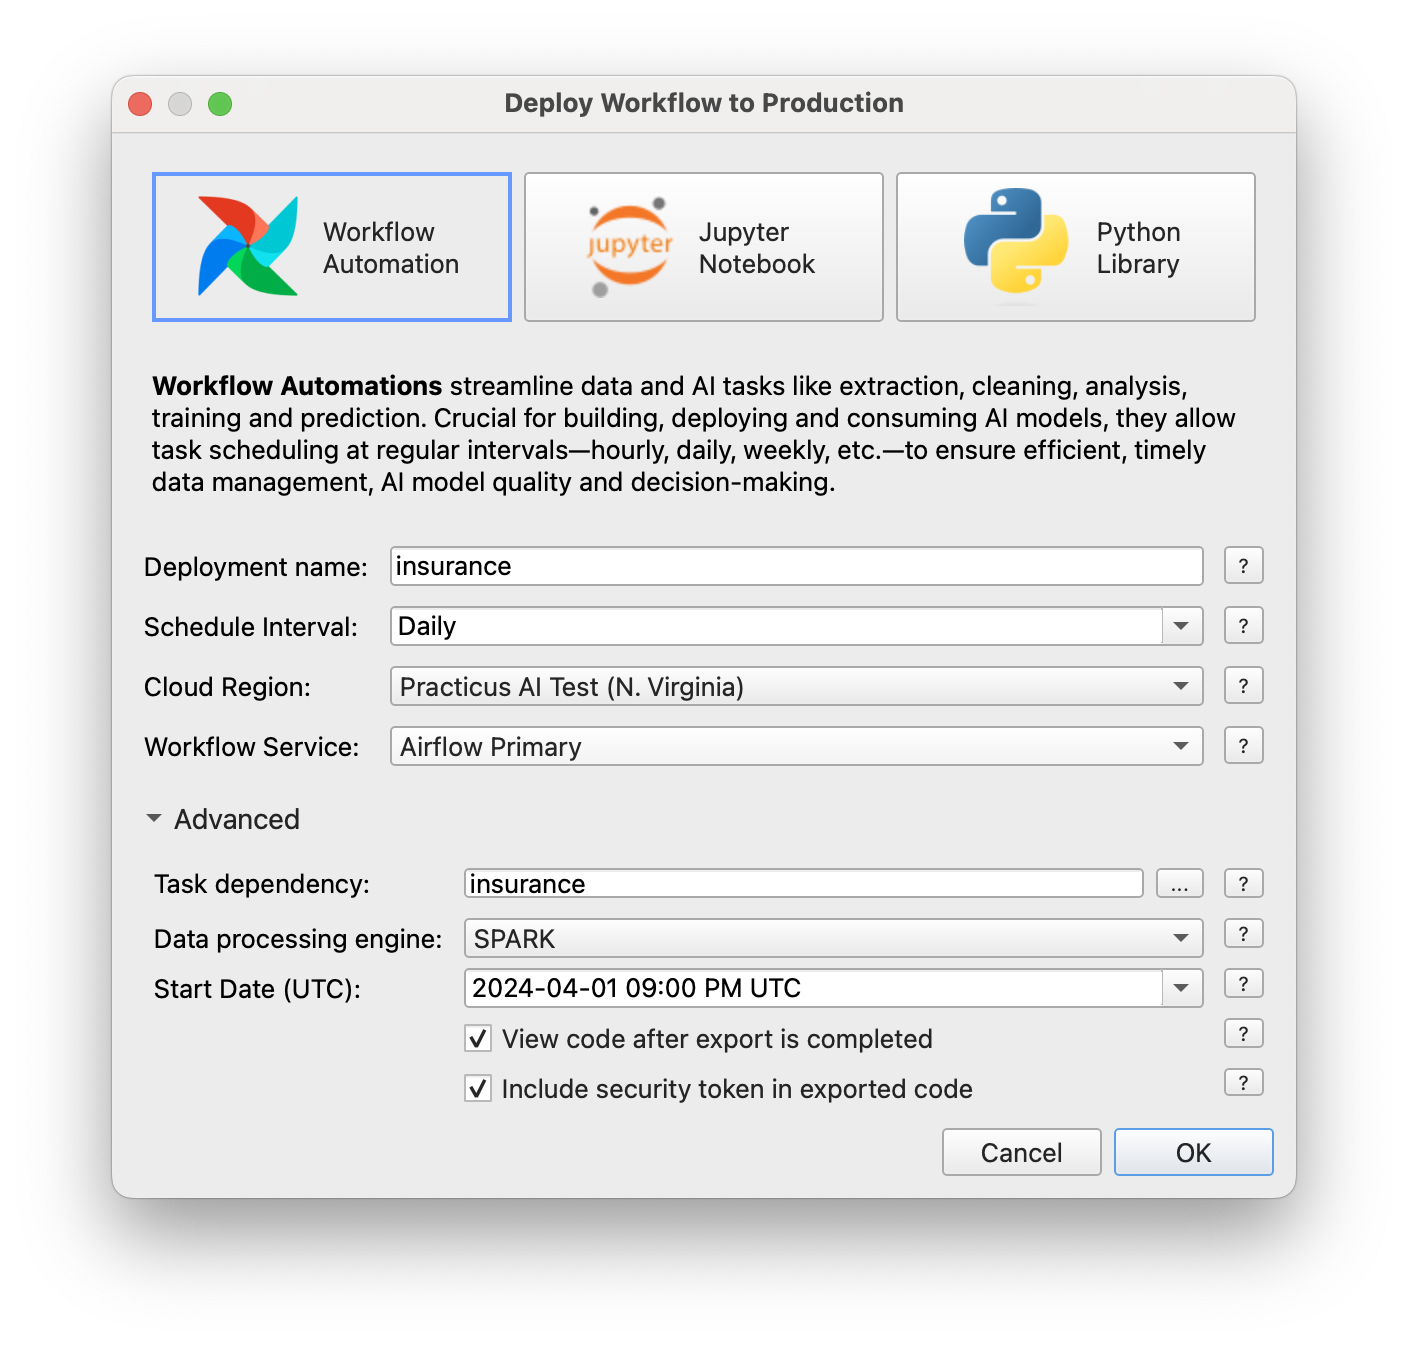 Deploy Workflow to Production
Workflow
Automation
jupyter
Jupyter
Notebook
Python
Library
Workflow Automations streamline data and AI tasks like extraction, cleaning, analysis,
training and prediction. Crucial for building, deploying and consuming AI models, they allow
task scheduling at regular intervals—hourly, daily, weekly, etc.—to ensure efficient, timely
data management, AI model quality and decision-making.
Deployment name: insurance ?
Schedule Interval: Daily ?
Cloud Region: Practicus AI Test (N. Virginia) ?
Workflow Service: Airflow Primary ?
Advanced
Task dependency: insurance ... ?
Data processing engine: SPARK ?
Start Date (UTC): 2024-04-01 09:00 PM UTC ?
View code after export is completed ?
Include security token in exported code ?
Cancel OK